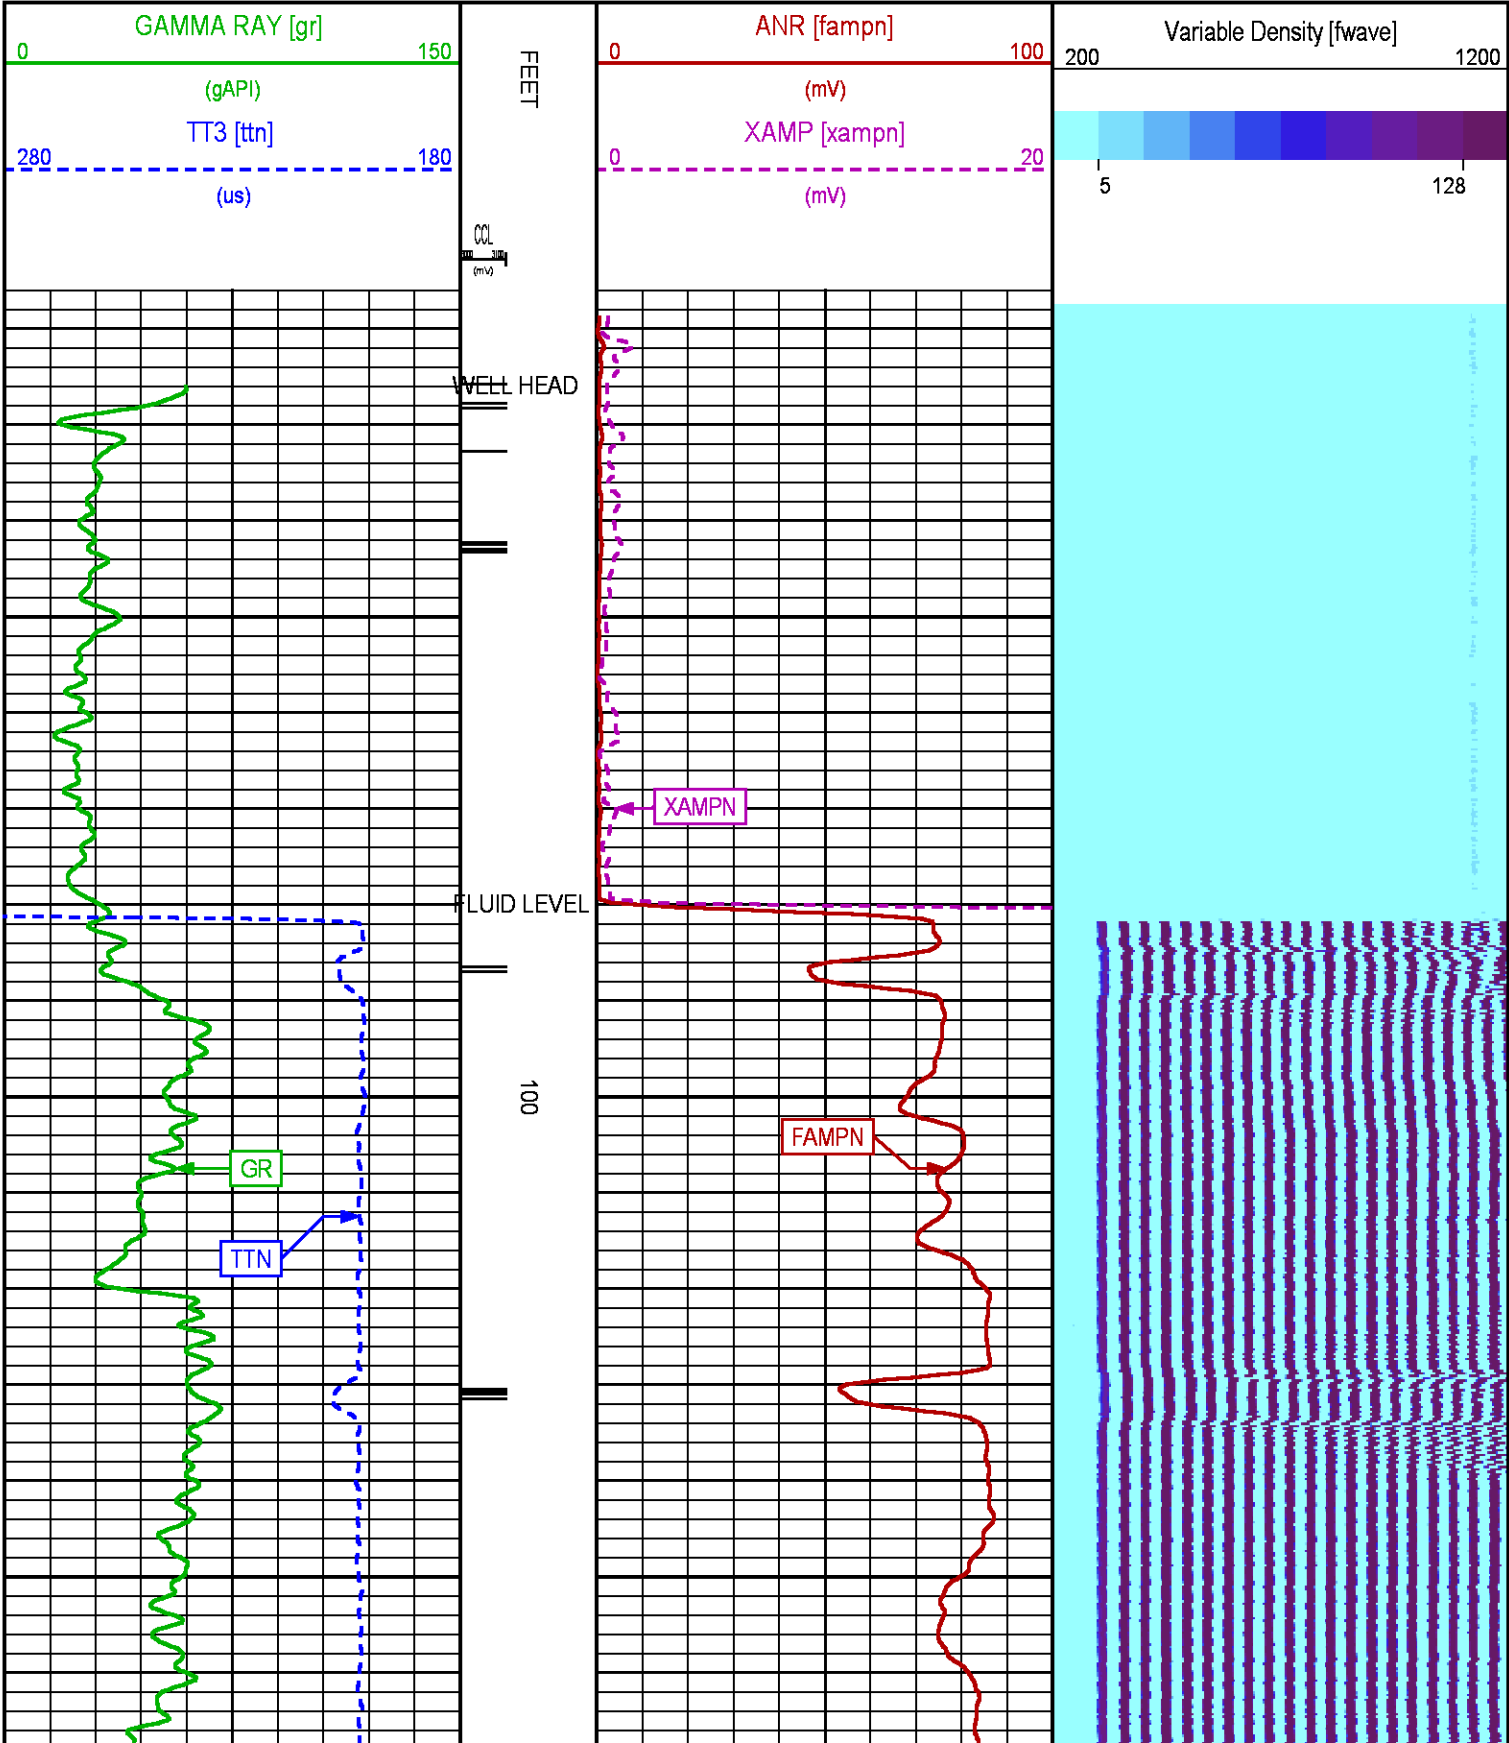 GAMMA RAY [gr]
0 150
(gAPI)
TT3 [ttn]
280 180
(us)
FEET
CCL
(mV)
ANR [fampn]
0 100
(mV)
XAMP [xampn]
0 20
(mV)
Variable Density [fwave]
200 1200
5 128
WELL HEAD
XAMPN
FLUID LEVEL
100
FAMPN
GR
TTN